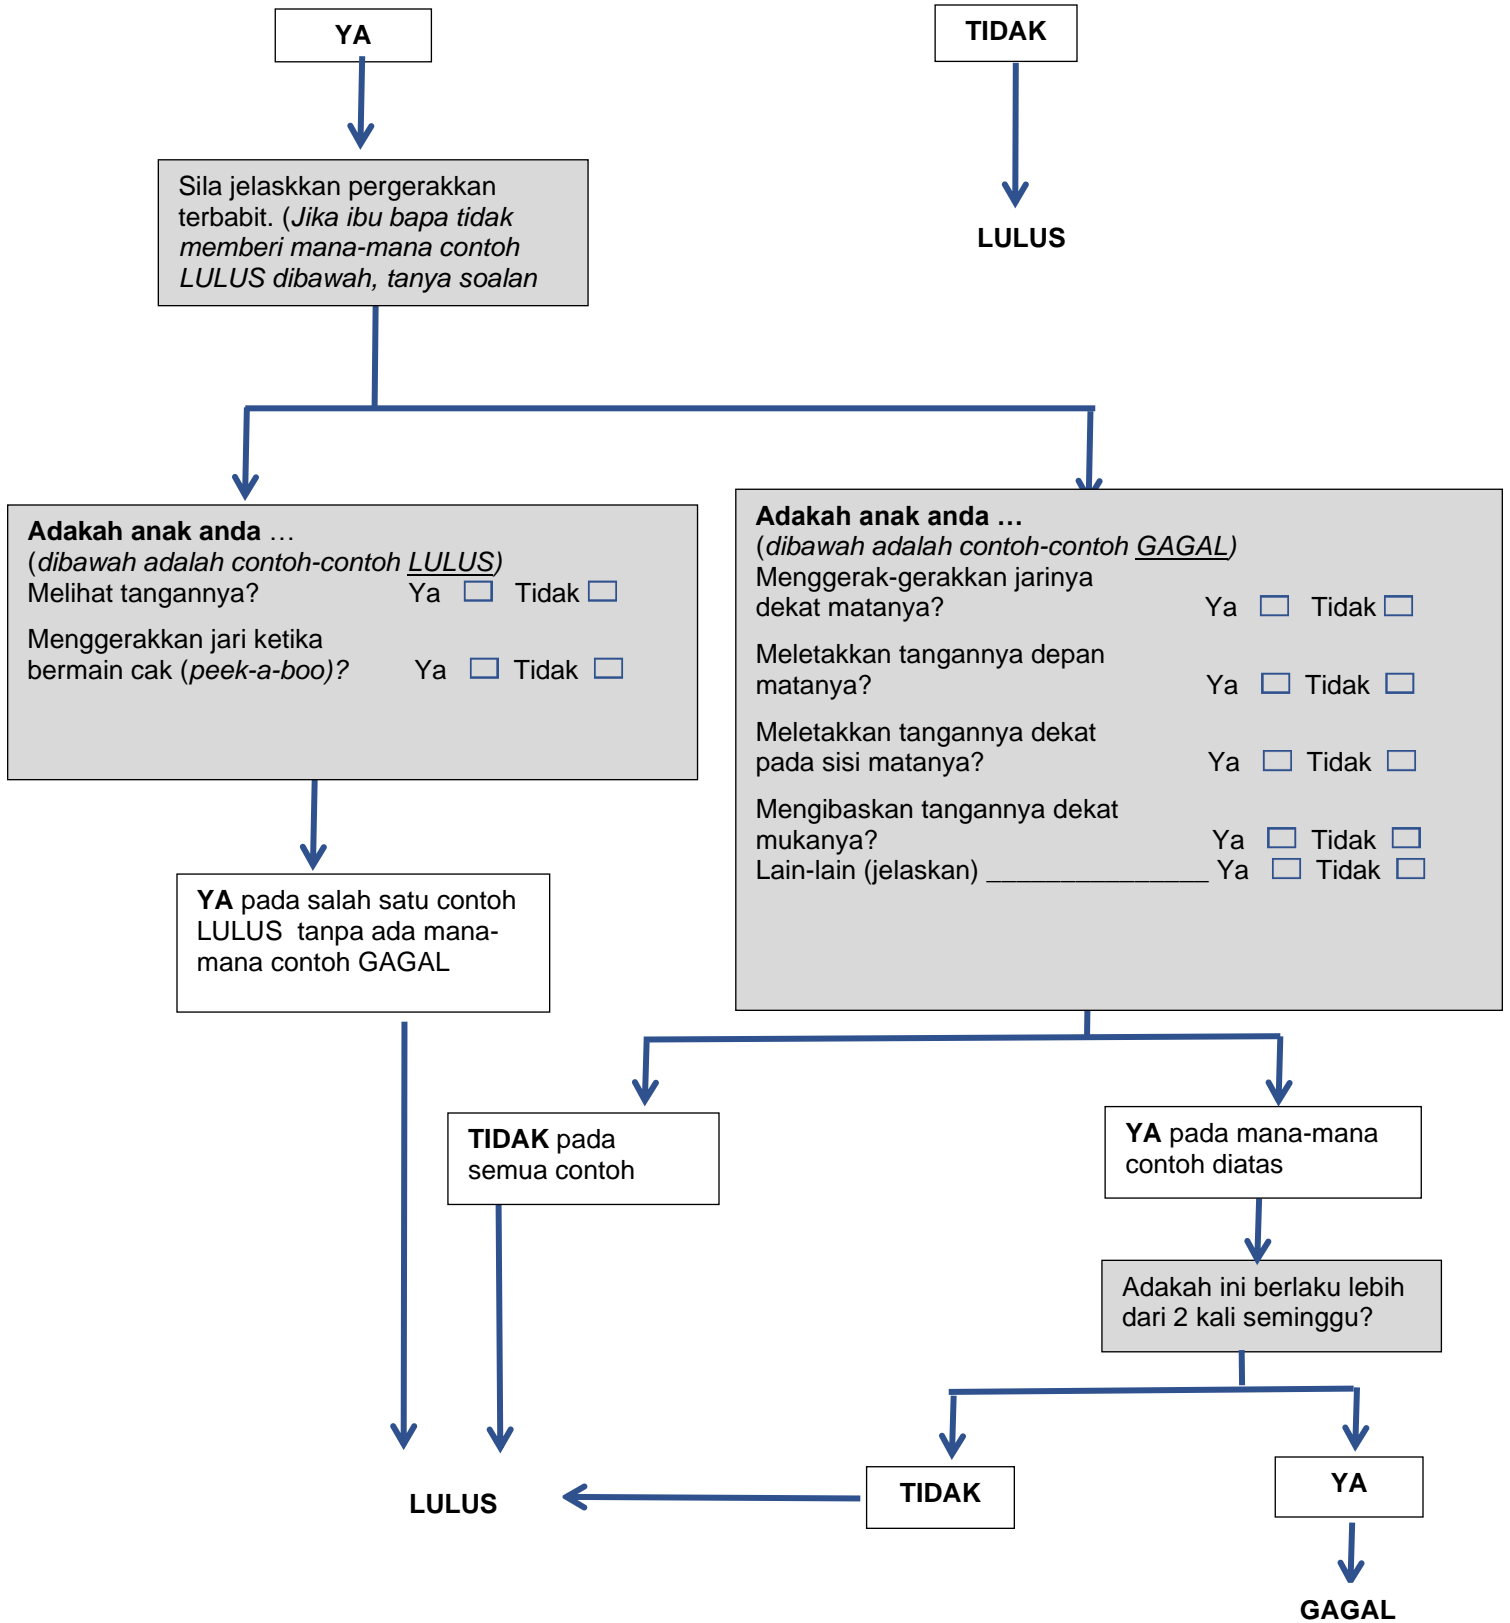 YA
TIDAK
Sila jelaskkan pergerakkan
terbabit. (Jika ibu bapa tidak
memberi mana-mana contoh
LULUS dibawah, tanya soalan
LULUS
Adakah anak anda …
(dibawah adalah contoh-contoh LULUS)
Melihat tangannya? Ya Tidak
Menggerakkan jari ketika
bermain cak (peek-a-boo)? Ya Tidak
Adakah anak anda …
(dibawah adalah contoh-contoh GAGAL)
Menggerak-gerakkan jarinya
dekat matanya? Ya Tidak
Meletakkan tangannya depan
matanya? Ya Tidak
Meletakkan tangannya dekat
pada sisi matanya? Ya Tidak
Mengibaskan tangannya dekat
mukanya? Ya Tidak
Lain-lain (jelaskan) _______________ Ya Tidak
YA pada salah satu contoh
LULUS tanpa ada mana-
mana contoh GAGAL
TIDAK pada
semua contoh
YA pada mana-mana
contoh diatas
Adakah ini berlaku lebih
dari 2 kali seminggu?
LULUS
TIDAK
YA
GAGAL